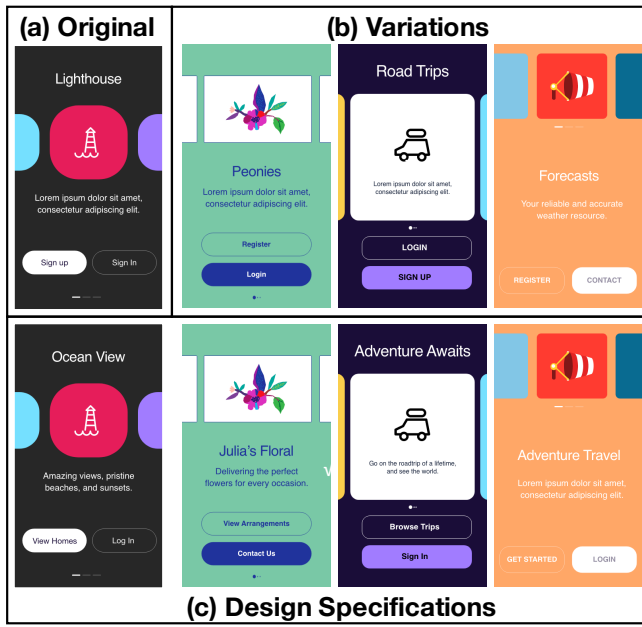 (a) Original
(b) Variations
Lighthouse
Lorem ipsum dolor sit amet,
consectetur adipiscing elit.
Sign up
Sign In
Peonies
Lorem ipsum dolor sit amet,
consectetur adipiscing elit.
Register
Login
Road Trips
Lorem ipsum dolor sit amet,
consectetur adipiscing elit.
LOGIN
SIGN UP
Forecasts
Your reliable and accurate
weather resource.
REGISTER
CONTACT
Ocean View
Amazing views, pristine
beaches, and sunsets.
View Homes
Log In
Julia's Floral
Delivering the perfect
flowers for every occasion.
View Arrangements
Contact Us
Adventure Awaits
Go on the roadtrip of a lifetime,
and see the world.
Browse Trips
Sign In
Adventure Travel
Lorem ipsum dolor sit amet,
consectetur adipiscing elit.
GET STARTED
LOGIN
(c) Design Specifications